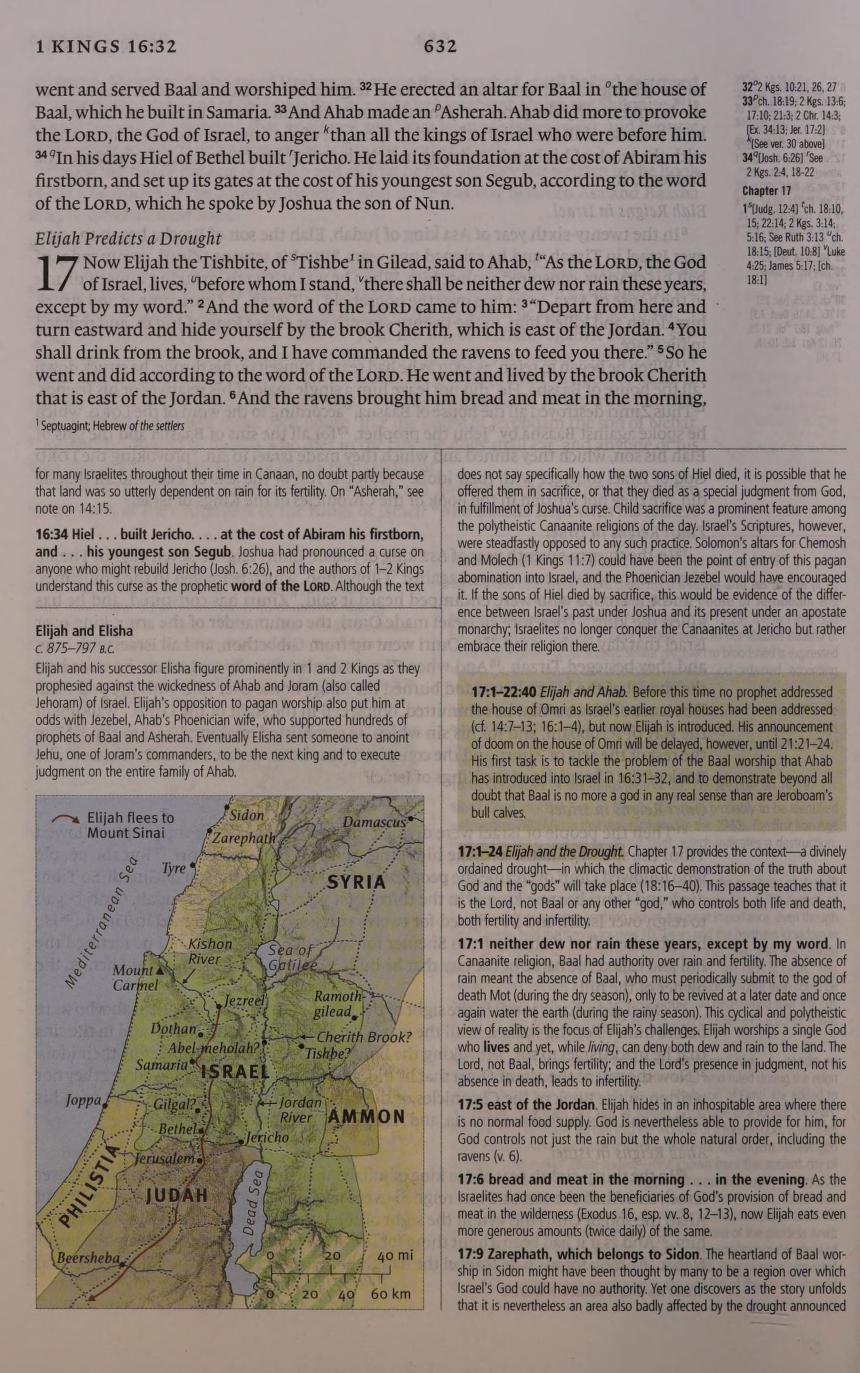 1 KINGS 16:32
632
went and served Baal and worshiped him. ³²He erected an altar for Baal in ᵒthe house of
Baal, which he built in Samaria. ³³And Ahab made an ᵖAsherah. Ahab did more to provoke
the LORD, the God of Israel, to anger ᵏthan all the kings of Israel who were before him.
³⁴ ᑫIn his days Hiel of Bethel built ʳJericho. He laid its foundation at the cost of Abiram his
firstborn, and set up its gates at the cost of his youngest son Segub, according to the word
of the LORD, which he spoke by Joshua the son of Nun.
Elijah Predicts a Drought
17 Now Elijah the Tishbite, of ˢTishbe¹ in Gilead, said to Ahab, ᵗ“As the LORD, the God
of Israel, lives, ᵘbefore whom I stand, ᵛthere shall be neither dew nor rain these years,
except by my word.” ²And the word of the LORD came to him: ³“Depart from here and
turn eastward and hide yourself by the brook Cherith, which is east of the Jordan. ⁴You
shall drink from the brook, and I have commanded the ravens to feed you there.” ⁵So he
went and did according to the word of the LORD. He went and lived by the brook Cherith
that is east of the Jordan. ⁶And the ravens brought him bread and meat in the morning,
¹ Septuagint; Hebrew of the settlers
32ᵒ2 Kgs. 10:21, 26, 27
33ᵖch. 18:19; 2 Kgs. 13:6;
17:10; 21:3; 2 Chr. 14:3;
[Ex. 34:13; Jer. 17:2]
ᵏ[See ver. 30 above]
34ᑫ[Josh. 6:26] ʳSee
2 Kgs. 2:4, 18-22
Chapter 17
1ˢ[Judg. 12:4] ᵗch. 18:10,
15; 22:14; 2 Kgs. 3:14;
5:16; See Ruth 3:13 ᵘch.
18:15; [Deut. 10:8] ᵛLuke
4:25; James 5:17; [ch.
18:1]
for many Israelites throughout their time in Canaan, no doubt partly because
that land was so utterly dependent on rain for its fertility. On “Asherah,” see
note on 14:15.
16:34 Hiel . . . built Jericho. . . . at the cost of Abiram his firstborn,
and . . . his youngest son Segub. Joshua had pronounced a curse on
anyone who might rebuild Jericho (Josh. 6:26), and the authors of 1–2 Kings
understand this curse as the prophetic word of the LORD. Although the text
Elijah and Elisha
c. 875–797 B.C.
Elijah and his successor Elisha figure prominently in 1 and 2 Kings as they
prophesied against the wickedness of Ahab and Joram (also called
Jehoram) of Israel. Elijah's opposition to pagan worship also put him at
odds with Jezebel, Ahab's Phoenician wife, who supported hundreds of
prophets of Baal and Asherah. Eventually Elisha sent someone to anoint
Jehu, one of Joram's commanders, to be the next king and to execute
judgment on the entire family of Ahab.
Elijah flees to
Mount Sinai
Sidon
Damascus
Zarephath
Tyre
SYRIA
Mediterranean Sea
Kishon
River
Sea of
Galilee
Mount
Carmel
Jezreel
Ramoth-
gilead
Dothan
Cherith Brook?
Abel-meholah?
Tishbe?
Samaria
ISRAEL
Joppa
Gilgal?
Jordan
River
AMMON
Bethel
Jericho
Jerusalem
PHILISTIA
JUDAH
Dead Sea
Beersheba
0 20 40 mi
0 20 40 60 km
does not say specifically how the two sons of Hiel died, it is possible that he
offered them in sacrifice, or that they died as a special judgment from God,
in fulfillment of Joshua's curse. Child sacrifice was a prominent feature among
the polytheistic Canaanite religions of the day. Israel's Scriptures, however,
were steadfastly opposed to any such practice. Solomon's altars for Chemosh
and Molech (1 Kings 11:7) could have been the point of entry of this pagan
abomination into Israel, and the Phoenician Jezebel would have encouraged
it. If the sons of Hiel died by sacrifice, this would be evidence of the differ-
ence between Israel's past under Joshua and its present under an apostate
monarchy; Israelites no longer conquer the Canaanites at Jericho but rather
embrace their religion there.
17:1–22:40 Elijah and Ahab. Before this time no prophet addressed
the house of Omri as Israel's earlier royal houses had been addressed
(cf. 14:7–13; 16:1–4), but now Elijah is introduced. His announcement
of doom on the house of Omri will be delayed, however, until 21:21–24.
His first task is to tackle the problem of the Baal worship that Ahab
has introduced into Israel in 16:31–32, and to demonstrate beyond all
doubt that Baal is no more a god in any real sense than are Jeroboam's
bull calves.
17:1–24 Elijah and the Drought. Chapter 17 provides the context—a divinely
ordained drought—in which the climactic demonstration of the truth about
God and the “gods” will take place (18:16–40). This passage teaches that it
is the Lord, not Baal or any other “god,” who controls both life and death,
both fertility and infertility.
17:1 neither dew nor rain these years, except by my word. In
Canaanite religion, Baal had authority over rain and fertility. The absence of
rain meant the absence of Baal, who must periodically submit to the god of
death Mot (during the dry season), only to be revived at a later date and once
again water the earth (during the rainy season). This cyclical and polytheistic
view of reality is the focus of Elijah's challenges. Elijah worships a single God
who lives and yet, while living, can deny both dew and rain to the land. The
Lord, not Baal, brings fertility; and the Lord's presence in judgment, not his
absence in death, leads to infertility.
17:5 east of the Jordan. Elijah hides in an inhospitable area where there
is no normal food supply. God is nevertheless able to provide for him, for
God controls not just the rain but the whole natural order, including the
ravens (v. 6).
17:6 bread and meat in the morning . . . in the evening. As the
Israelites had once been the beneficiaries of God's provision of bread and
meat in the wilderness (Exodus 16, esp. vv. 8, 12–13), now Elijah eats even
more generous amounts (twice daily) of the same.
17:9 Zarephath, which belongs to Sidon. The heartland of Baal wor-
ship in Sidon might have been thought by many to be a region over which
Israel's God could have no authority. Yet one discovers as the story unfolds
that it is nevertheless an area also badly affected by the drought announced